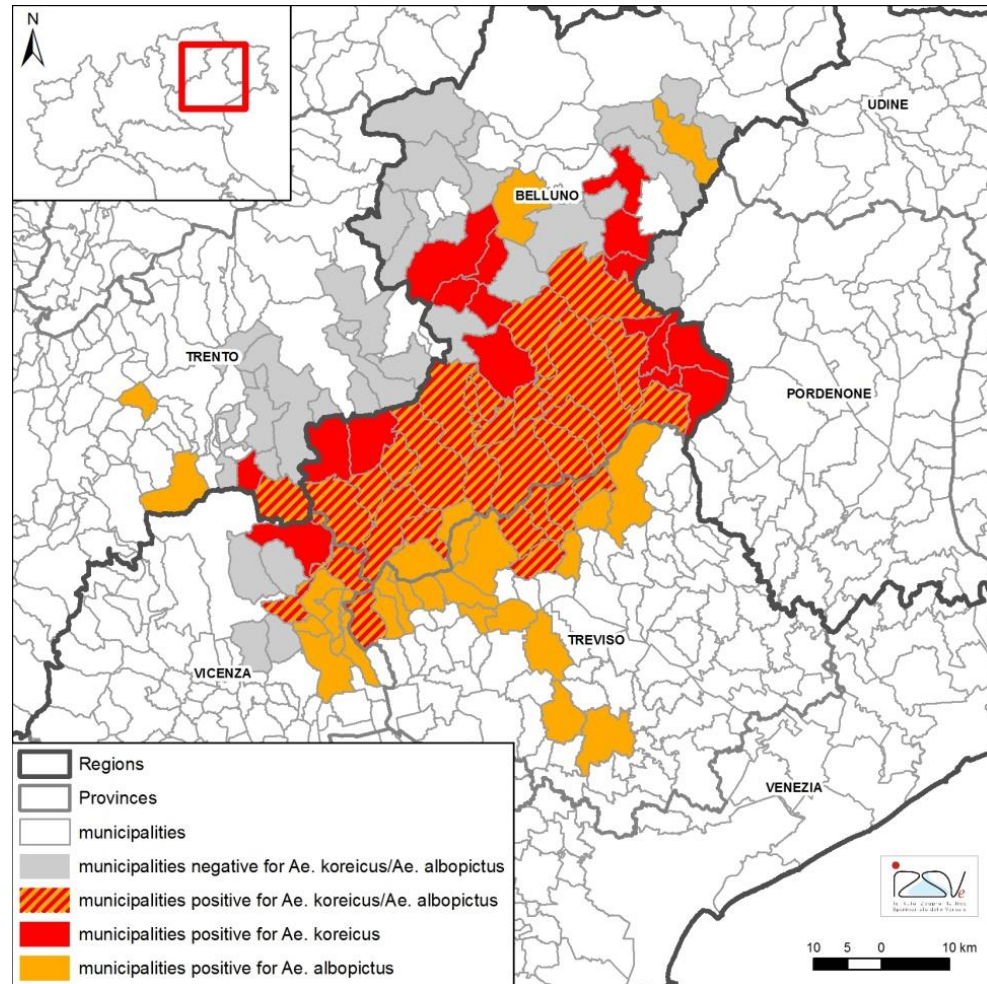 N
UDINE
BELLUNO
TRENTO
PORDENONE
TREVISO
VICENZA
VENEZIA
Regions
Provinces
municipalities
municipalities negative for Ae. koreicus/Ae. albopictus
municipalities positive for Ae. koreicus/Ae. albopictus
municipalities positive for Ae. koreicus
municipalities positive for Ae. albopictus
IZSVe
10 5 0 10 km